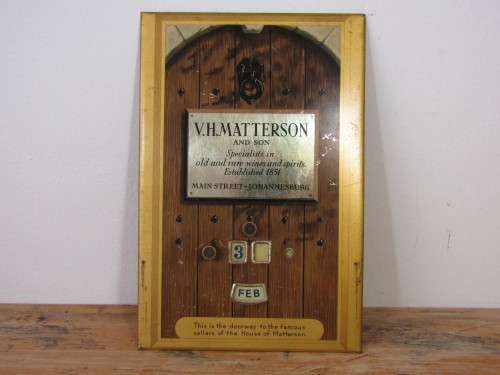 V.H. MATTERSON
AND SON
Specialists in
old and rare wines and spirits.
Established 1851
MAIN STREET - JOHANNESBURG
3
FEB
This is the doorway to the famous
cellars of the House of Matterson.